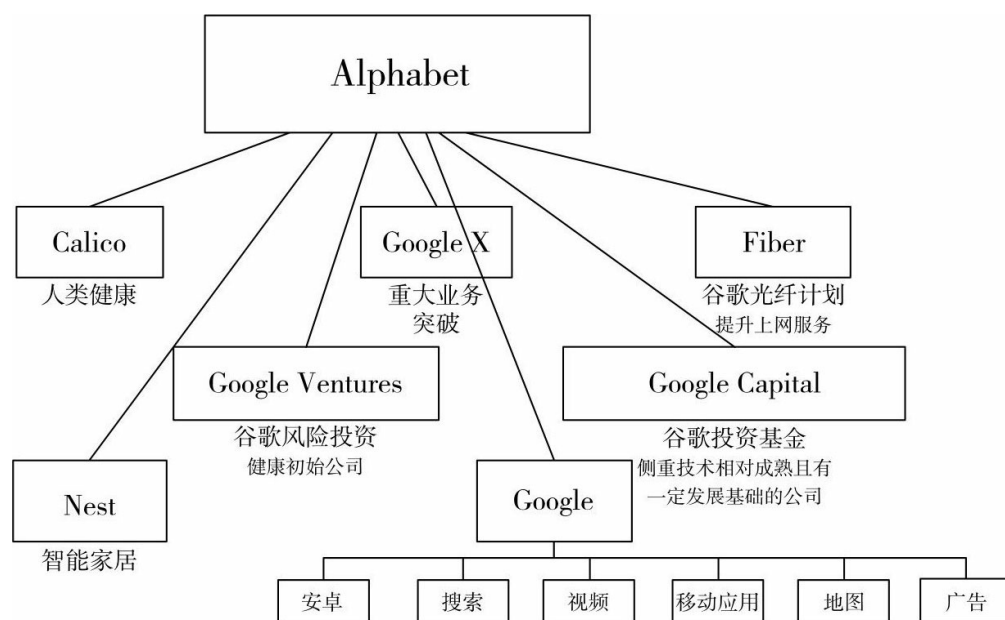 Alphabet
Calico
人类健康
Google X
重大业务
突破
Fiber
谷歌光纤计划
提升上网服务
Google Ventures
谷歌风险投资
健康初始公司
Google Capital
谷歌投资基金
侧重技术相对成熟且有
一定发展基础的公司
Nest
智能家居
Google
安卓
搜索
视频
移动应用
地图
广告